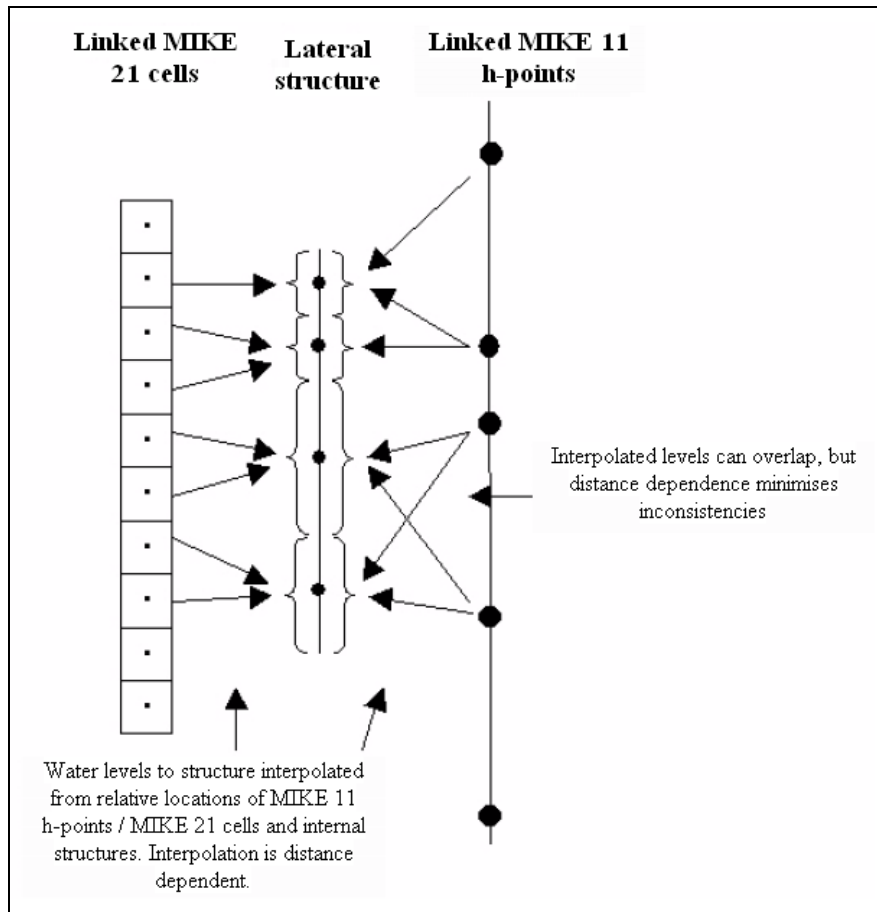 Linked MIKE
21 cells
Lateral
structure
Linked MIKE 11
h-points
Interpolated levels can overlap, but
distance dependence minimises
inconsistencies
Water levels to structure interpolated
from relative locations of MIKE 11
h-points / MIKE 21 cells and internal
structures. Interpolation is distance
dependent.